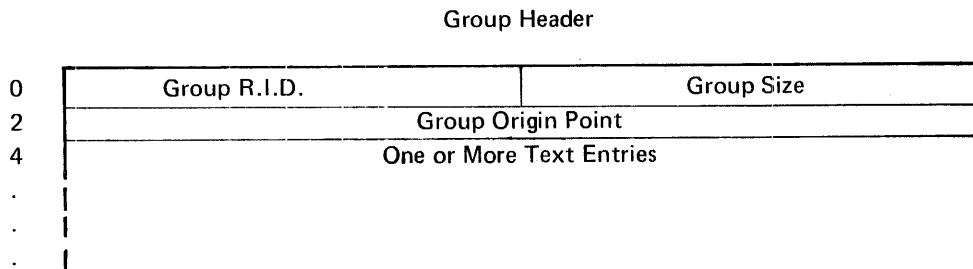 Group Header
0 Group R.I.D. Group Size
2 Group Origin Point
4 One or More Text Entries
.
.
.